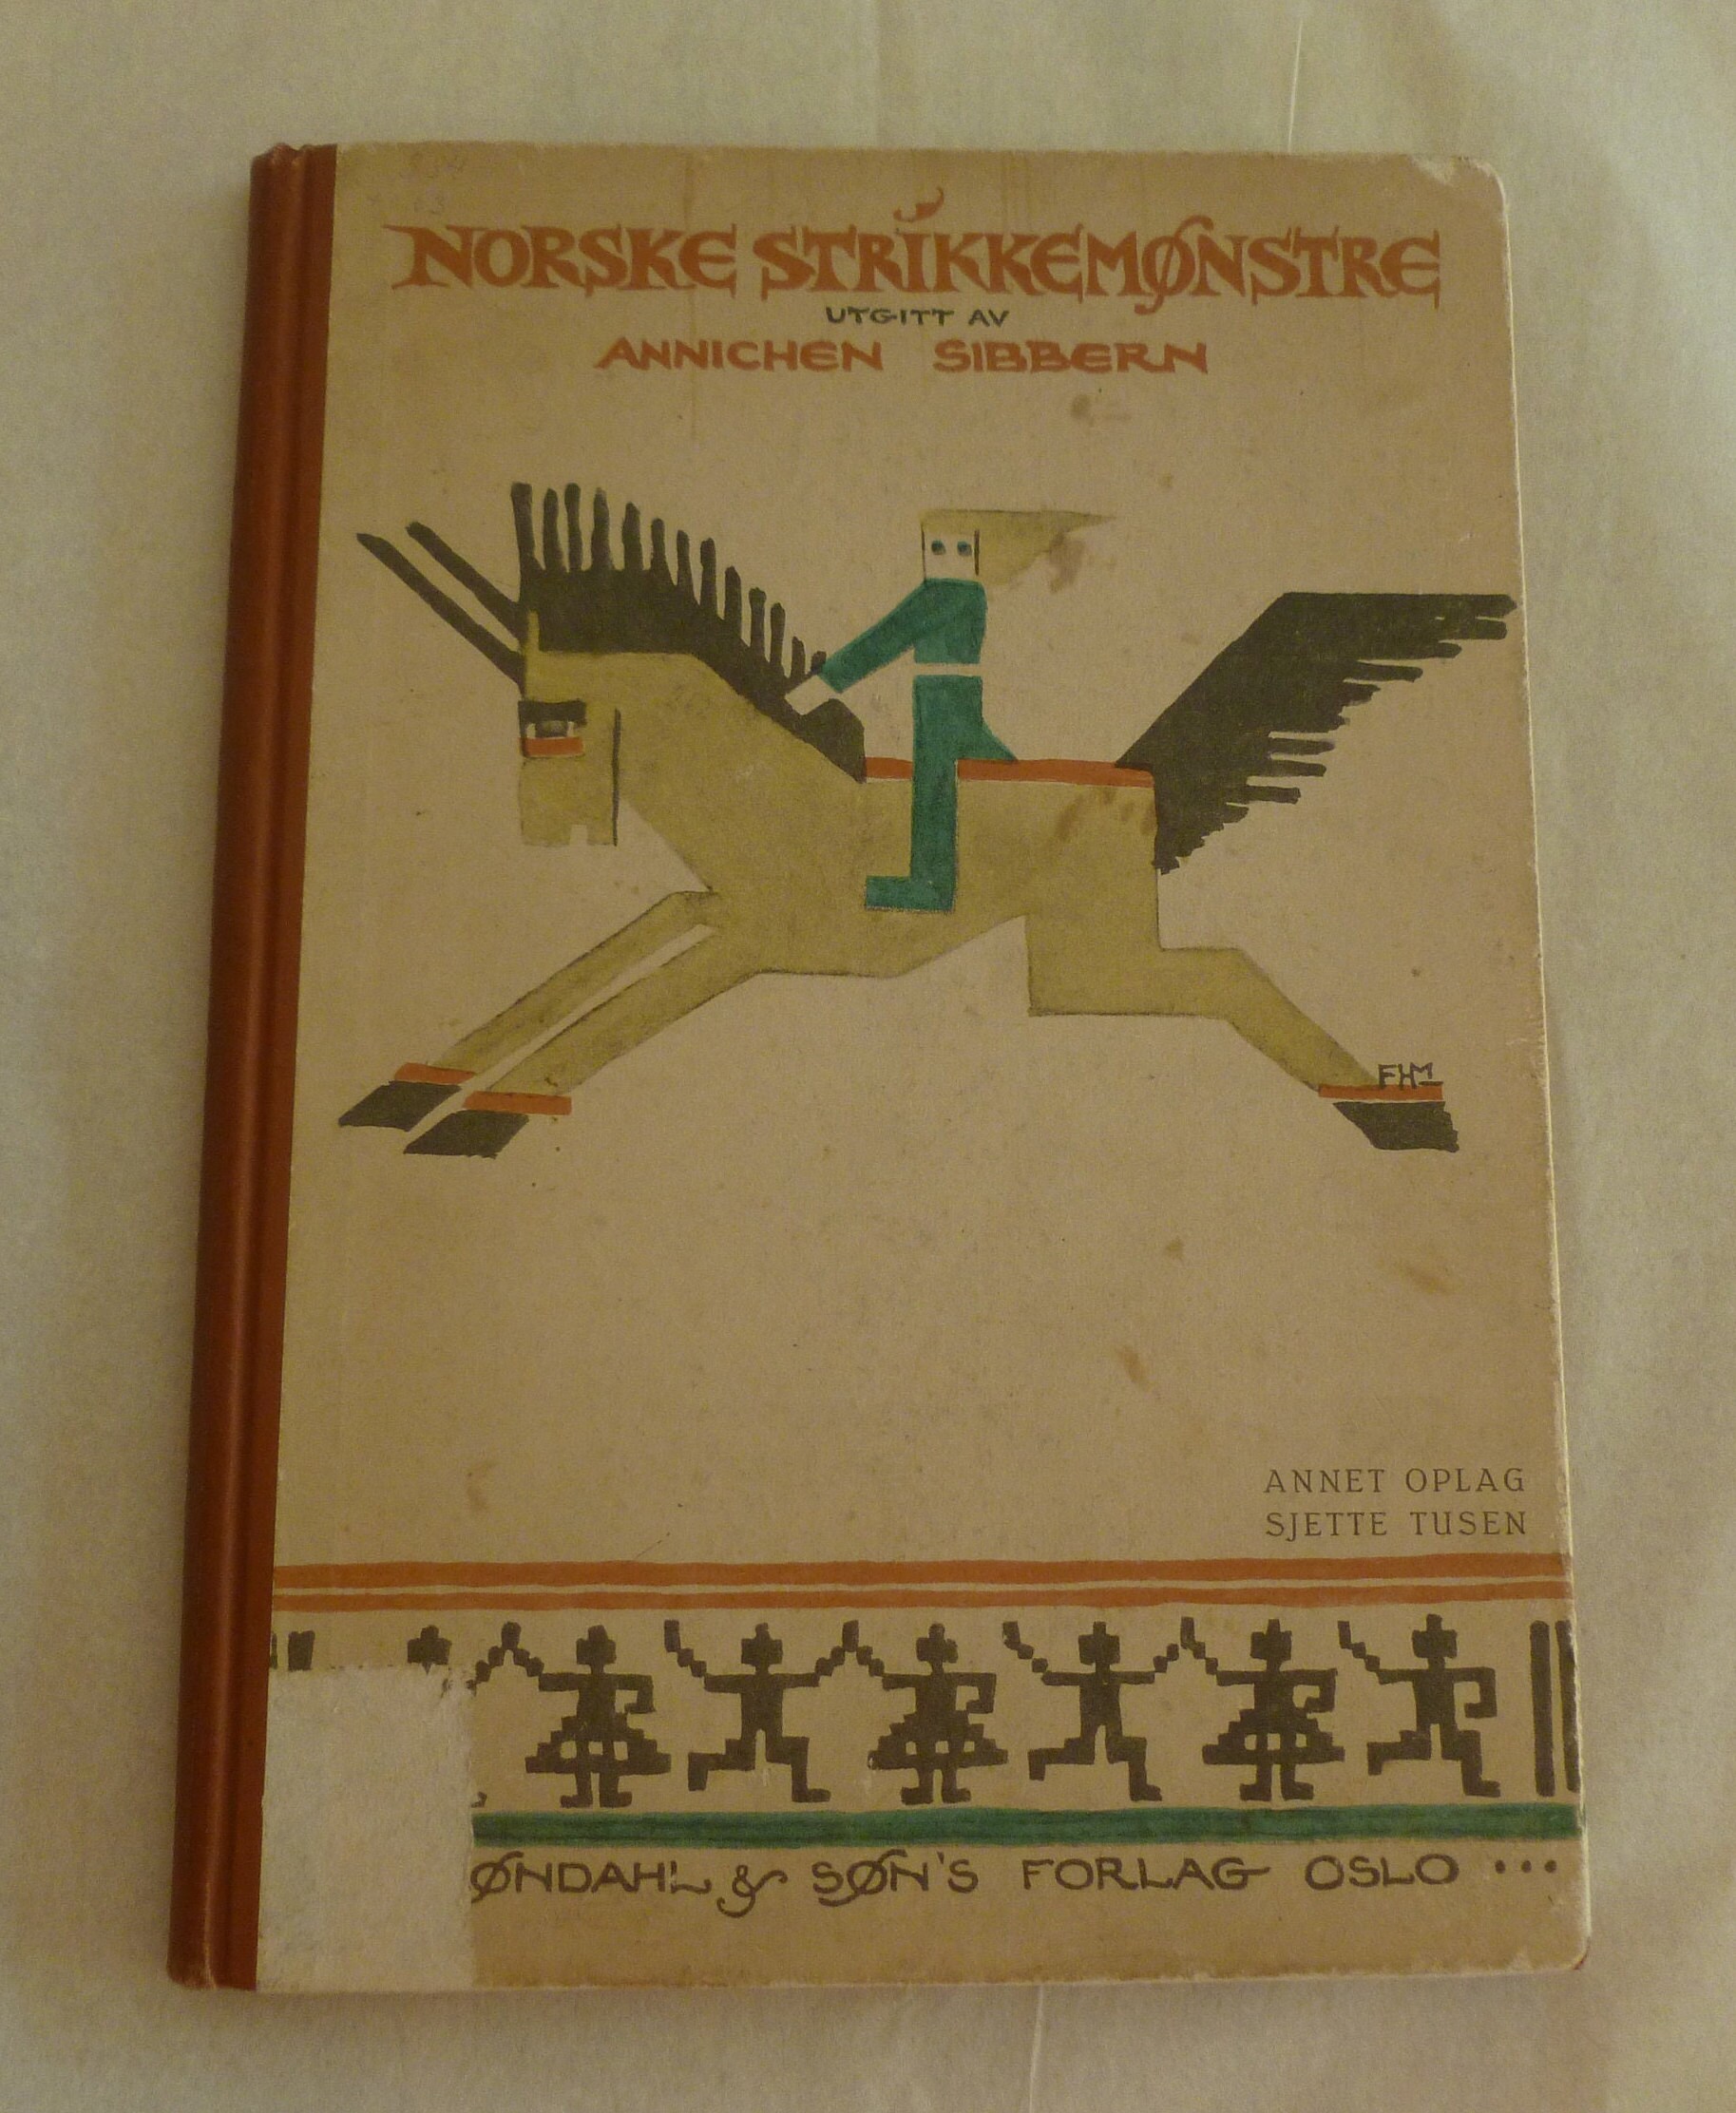 NORSKE STRIKKEMØNSTRE
UTGITT AV
ANNICHEN SIBBERN
FHM
ANNET OPLAG
SJETTE TUSEN
ØNDAHL & SØN'S FORLAG OSLO ...